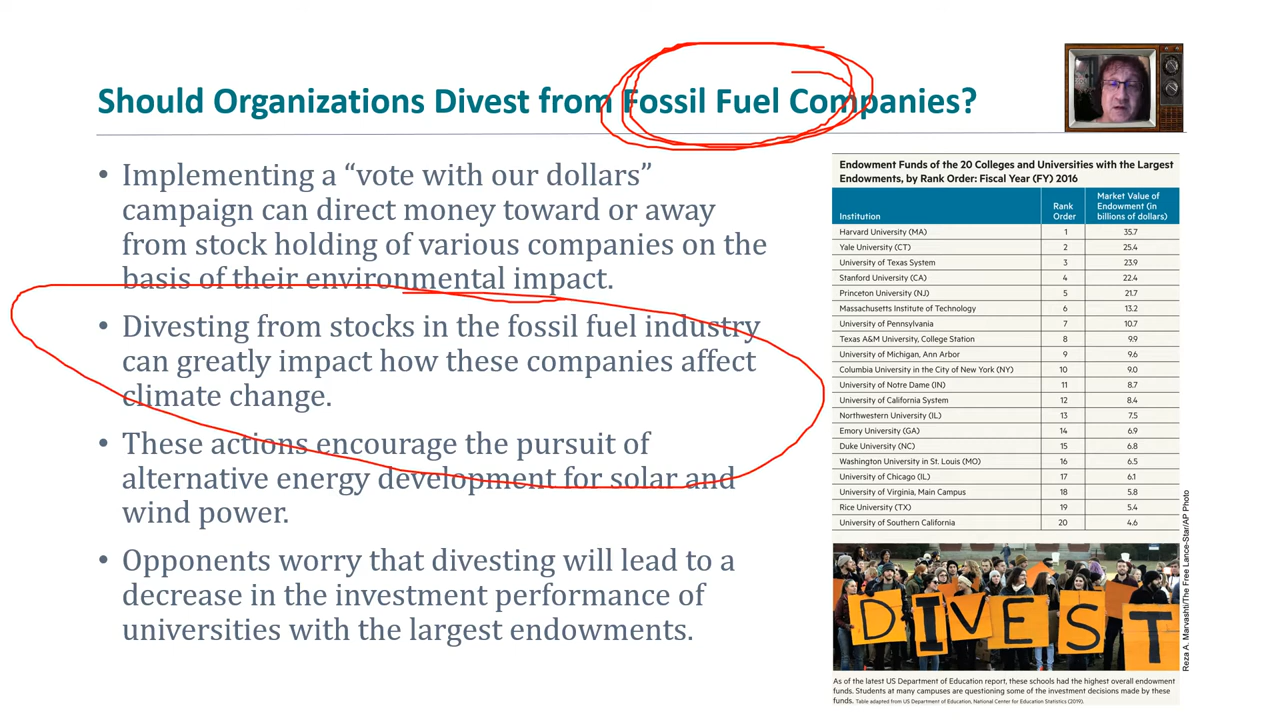 Should Organizations Divest from Fossil Fuel Companies?
• Implementing a “vote with our dollars”
campaign can direct money toward or away
from stock holding of various companies on the
basis of their environmental impact.
• Divesting from stocks in the fossil fuel industry
can greatly impact how these companies affect
climate change.
• These actions encourage the pursuit of
alternative energy development for solar and
wind power.
• Opponents worry that divesting will lead to a
decrease in the investment performance of
universities with the largest endowments.
Endowment Funds of the 20 Colleges and Universities with the Largest
Endowments, by Rank Order: Fiscal Year (FY) 2016
Institution Rank Order Market Value of Endowment (in billions of dollars)
Harvard University (MA) 1 35.7
Yale University (CT) 2 25.4
University of Texas System 3 23.9
Stanford University (CA) 4 22.4
Princeton University (NJ) 5 21.7
Massachusetts Institute of Technology 6 13.2
University of Pennsylvania 7 10.7
Texas A&M University, College Station 8 9.9
University of Michigan, Ann Arbor 9 9.6
Columbia University in the City of New York (NY) 10 9.0
University of Notre Dame (IN) 11 8.7
University of California System 12 8.4
Northwestern University (IL) 13 7.5
Emory University (GA) 14 6.9
Duke University (NC) 15 6.8
Washington University in St. Louis (MO) 16 6.5
University of Chicago (IL) 17 6.1
University of Virginia, Main Campus 18 5.8
Rice University (TX) 19 5.4
University of Southern California 20 4.6
DIVEST
Reza A. Marvashti/The Free Lance-Star/AP Photo
As of the latest US Department of Education report, these schools had the highest overall endowment
funds. Students at many campuses are questioning some of the investment decisions made by these
funds. Table adapted from US Department of Education, National Center for Education Statistics (2019).